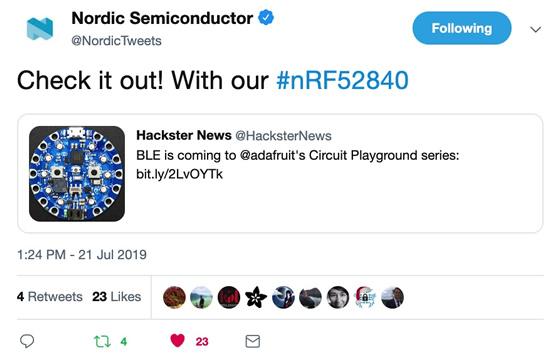 Nordic Semiconductor
Following
@NordicTweets
Check it out! With our #nRF52840
Hackster News @HacksterNews
BLE is coming to @adafruit's Circuit Playground series:
bit.ly/2LvOYTk
1:24 PM - 21 Jul 2019
4 Retweets 23 Likes
4 23